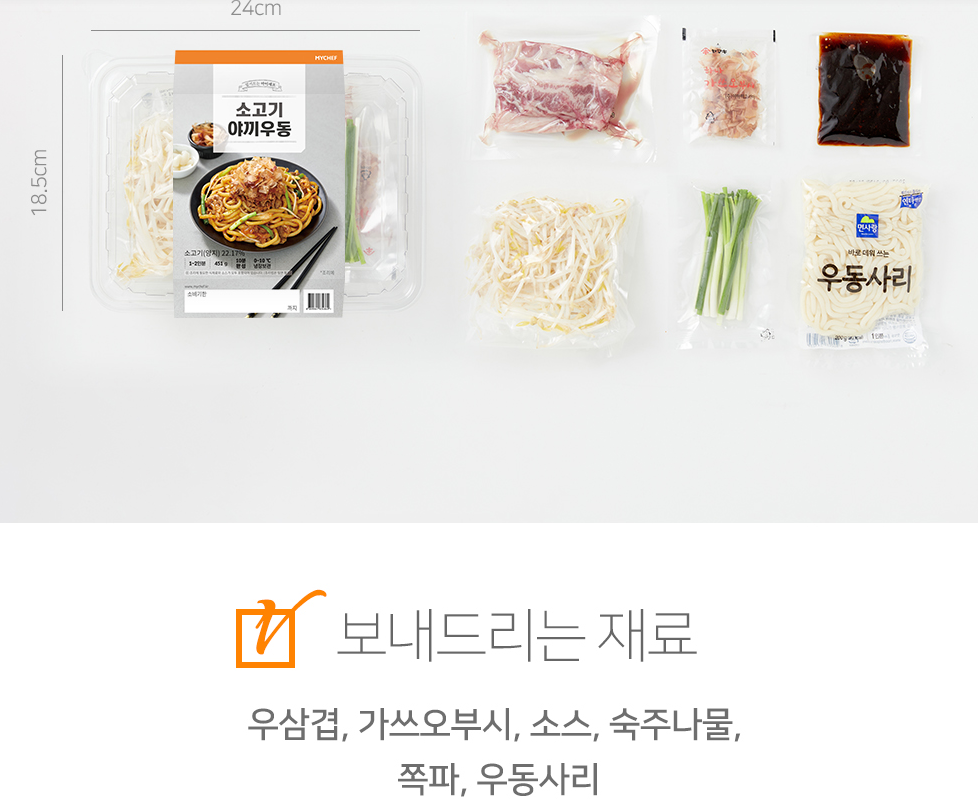 24cm
18.5cm
MYCHEF
소고기
야끼우동
소고기(양지) 22.17%
1-2인분
451g
10분
완성
0-10℃
냉장보관
소비기한
까지
면사랑
바로 데워 쓰는
우동사리
보내드리는 재료
우삼겹, 가쓰오부시, 소스, 숙주나물,
쪽파, 우동사리